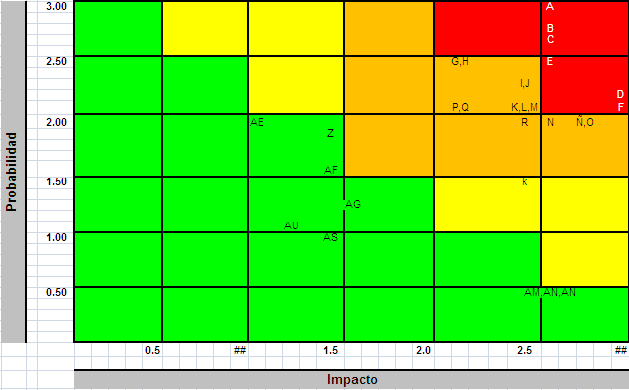 3.00
A
B
C
2.50
G,H
E
I,J
D
P,Q
K,L,M
F
2.00
AE
R
N
Ñ,O
Z
Probabilidad
AF
1.50
k
AG
AU
1.00
AS
0.50
AM,AN,AN
0.5 ## 1.5 2.0 2.5 ##
Impacto